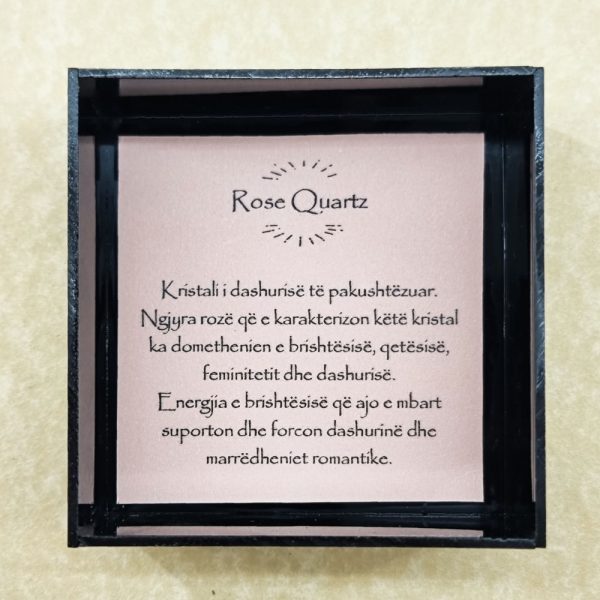 Rose Quartz
Kristali i dashurisë të pakushtëzuar.
Ngjyra rozë që e karakterizon këtë kristal
ka domethenien e brishtësisë, qetësisë,
feminitetit dhe dashurisë.
Energjia e brishtësisë që ajo e mbart
suporton dhe forcon dashurinë dhe
marrëdheniet romantike.